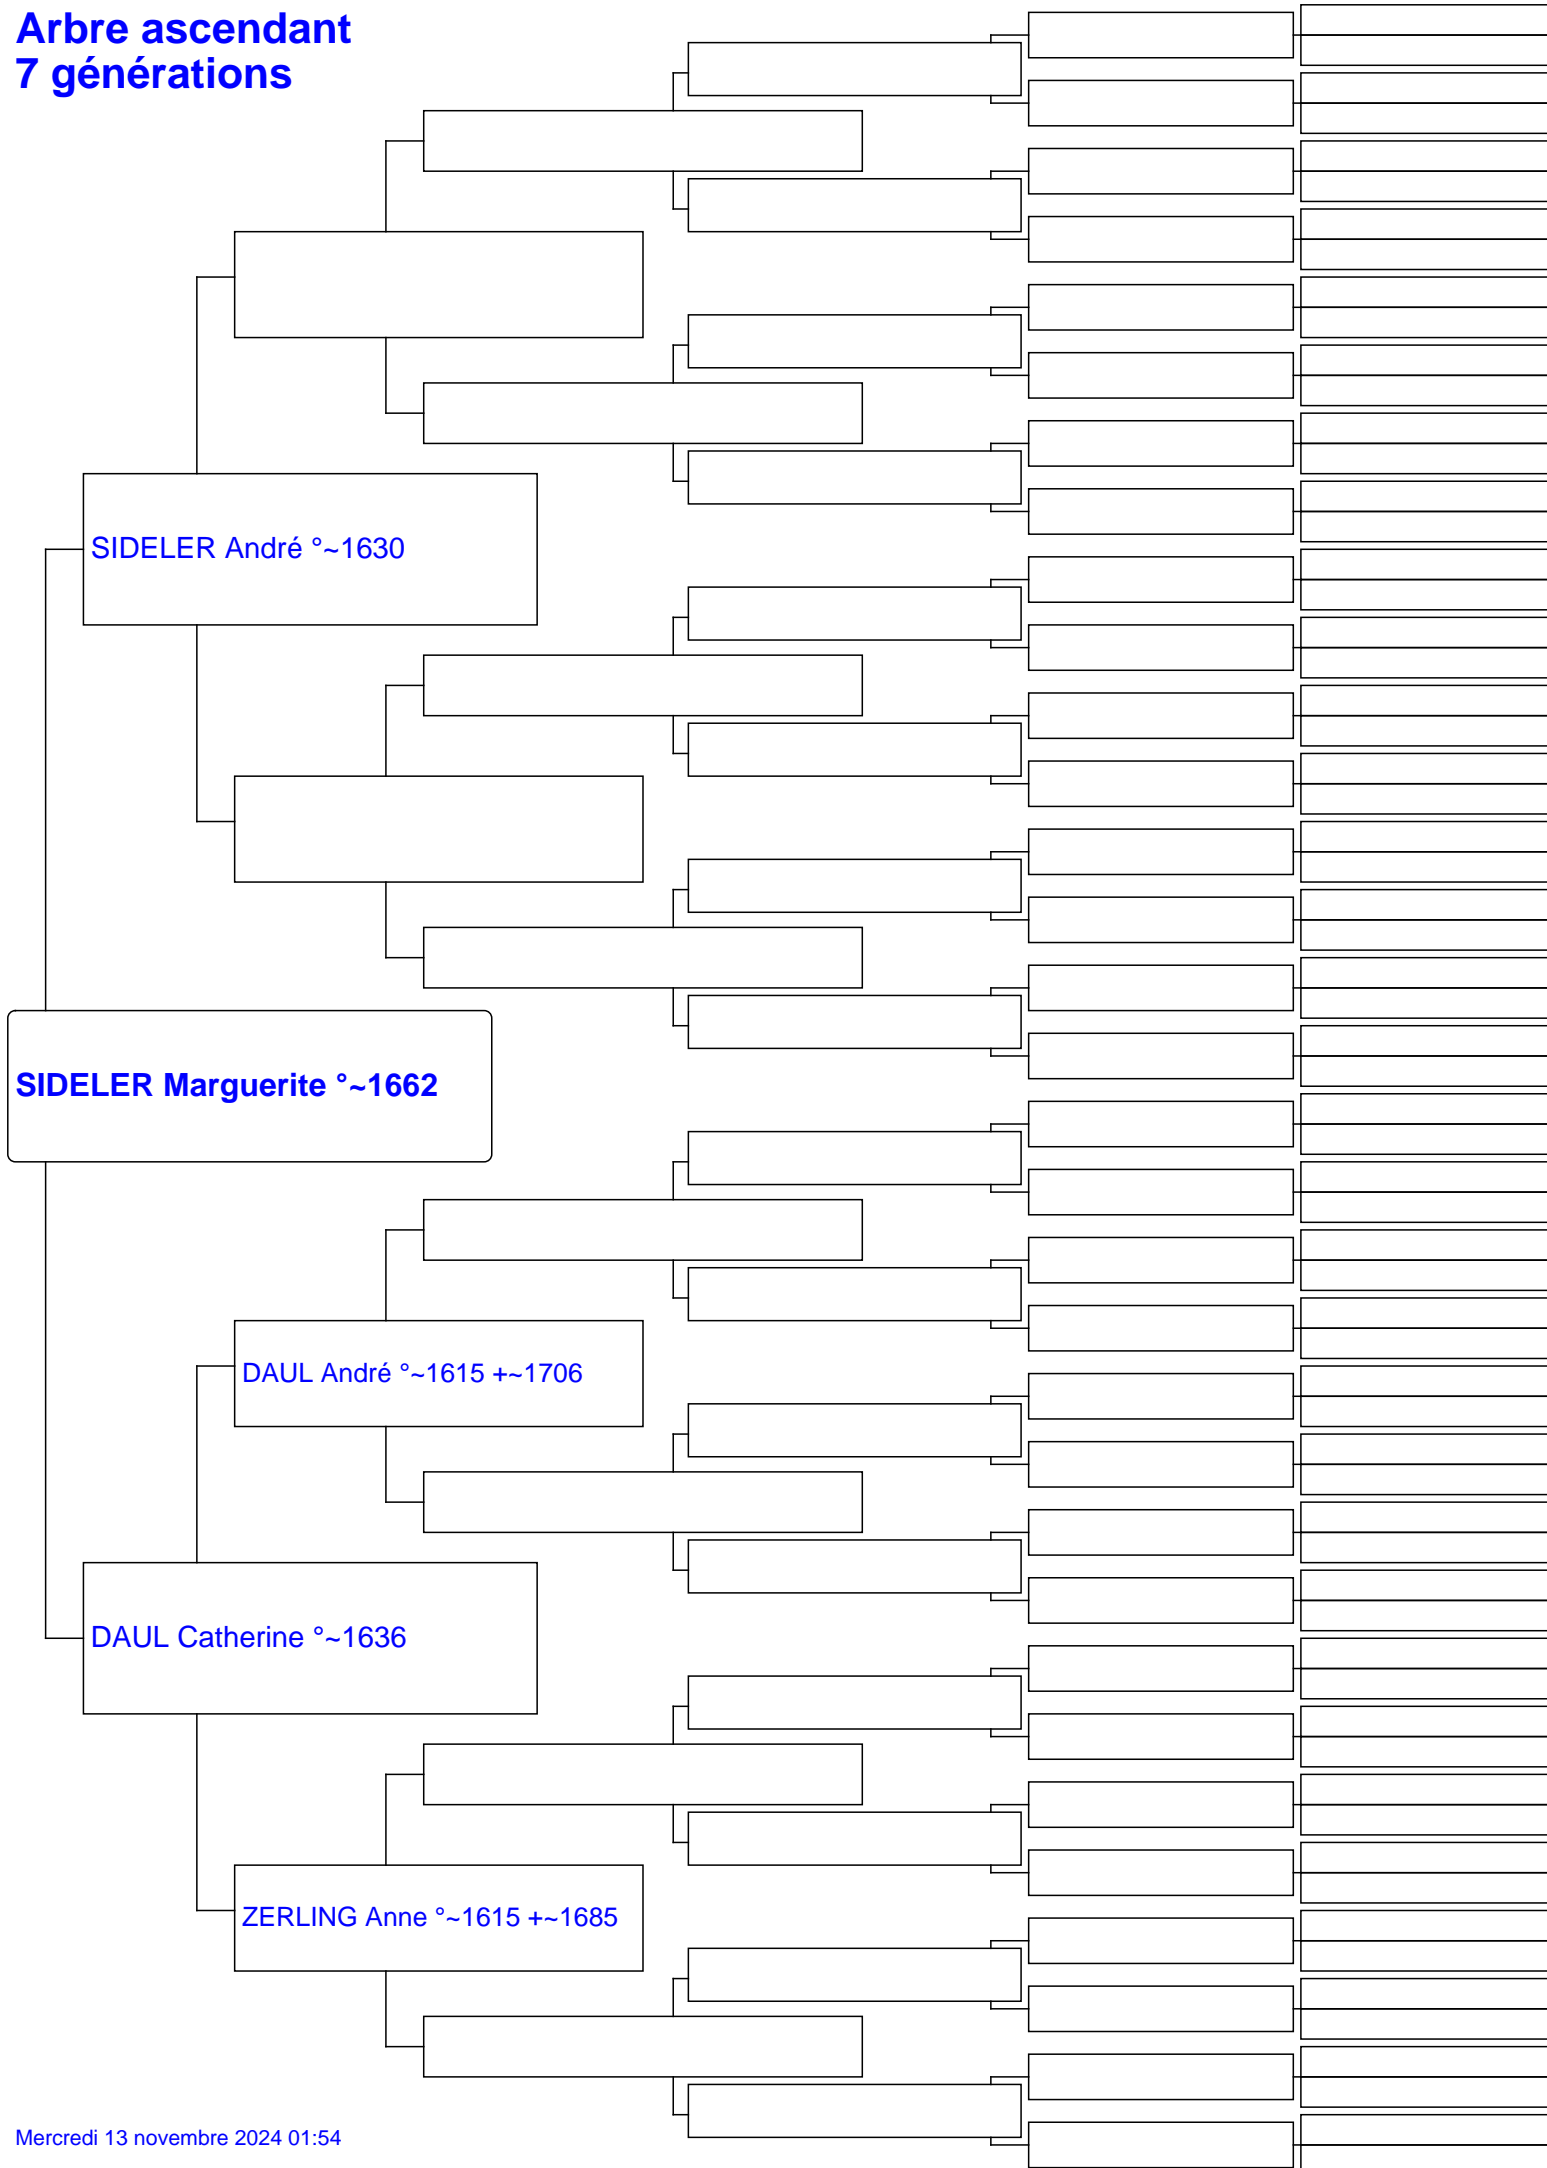 Arbre ascendant
7 générations
SIDELER André °~1630
SIDELER Marguerite °~1662
DAUL André °~1615 +~1706
DAUL Catherine °~1636
ZERLING Anne °~1615 +~1685
Mercredi 13 novembre 2024 01:54